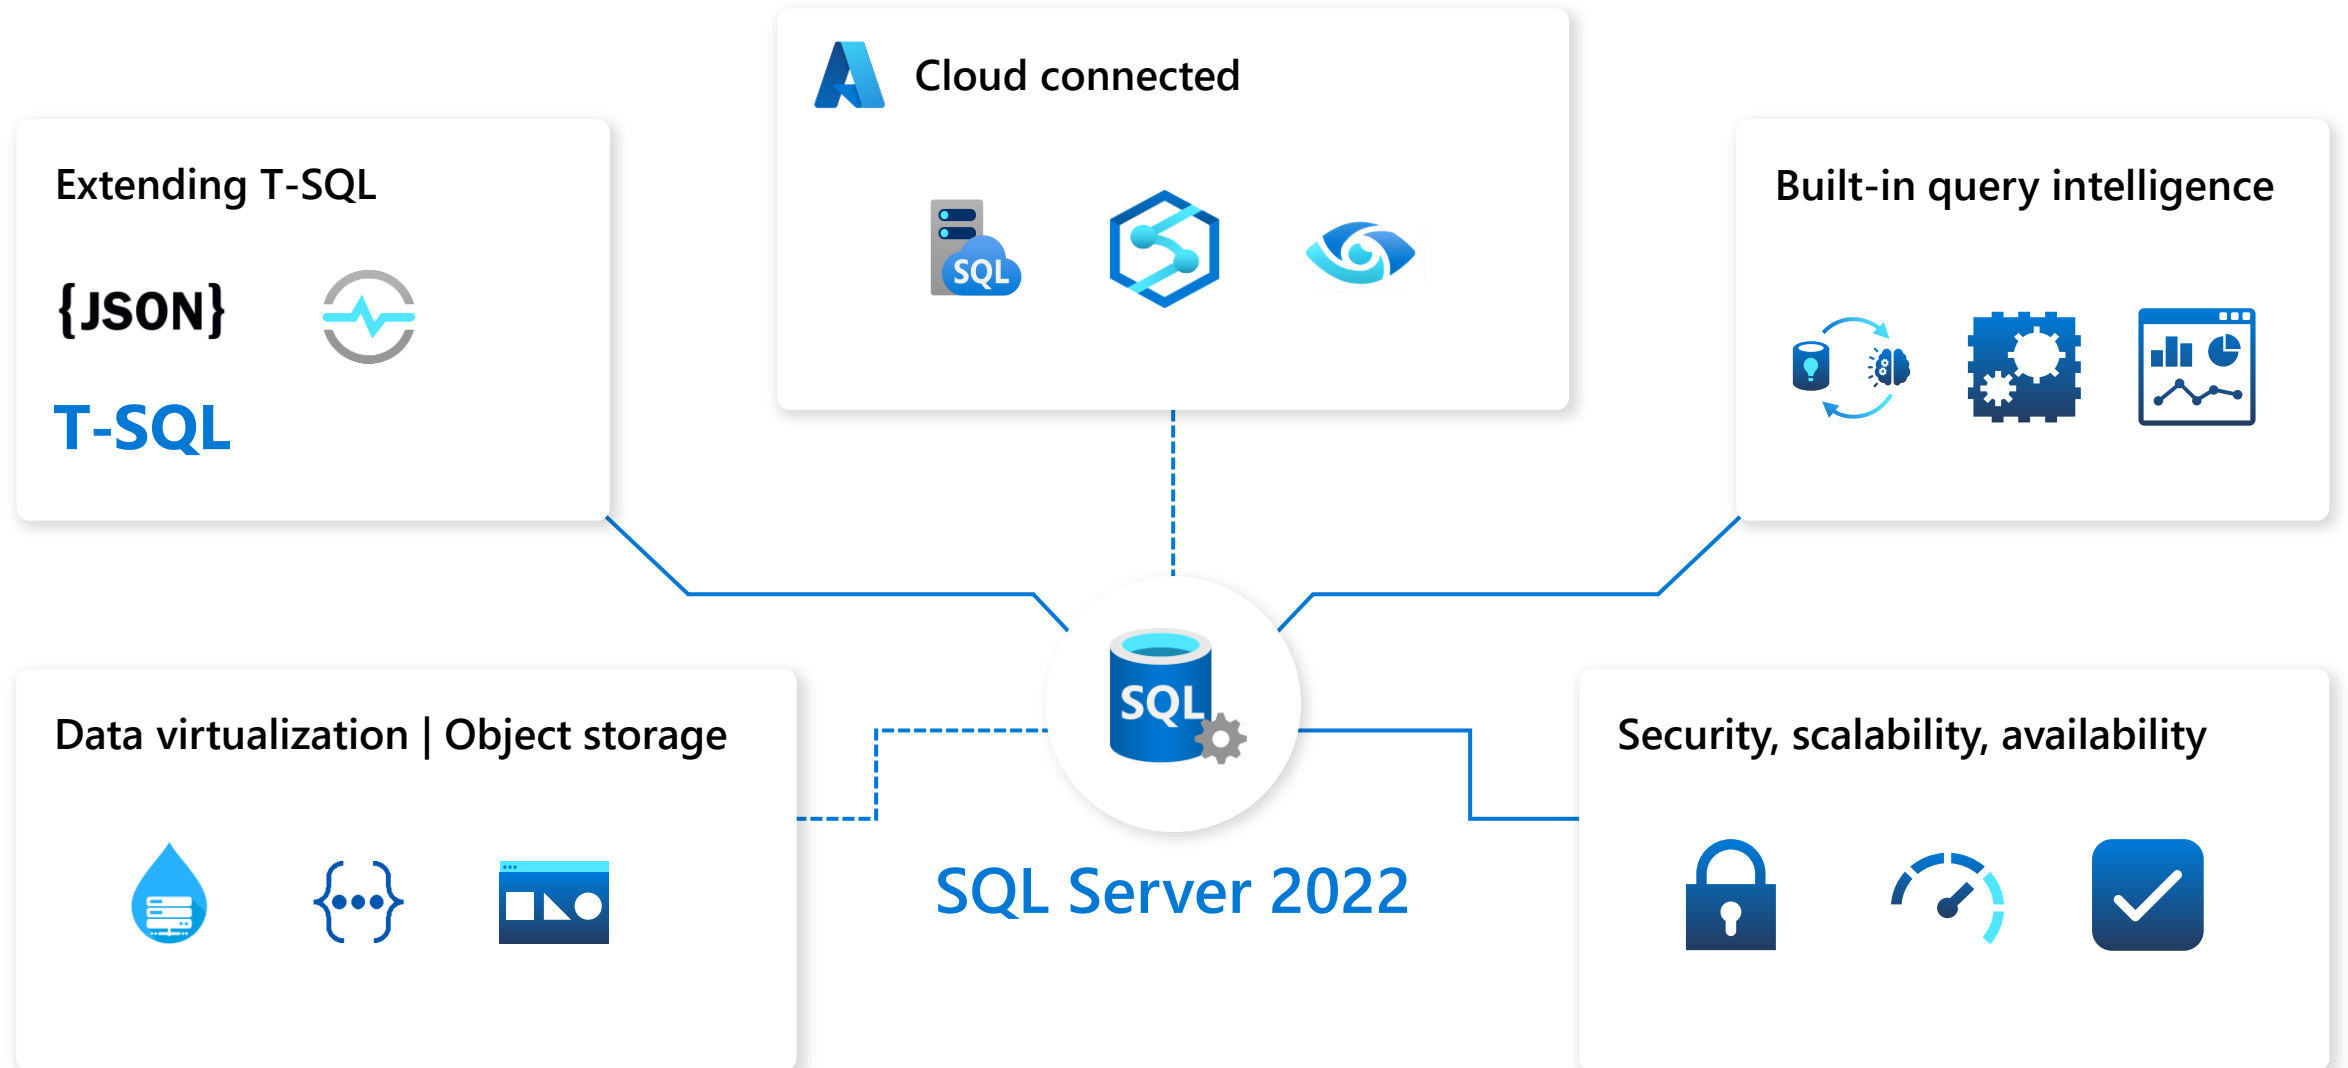 Cloud connected
SQL
Extending T-SQL
{JSON}
T-SQL
Built-in query intelligence
SQL
SQL Server 2022
Data virtualization | Object storage
Security, scalability, availability